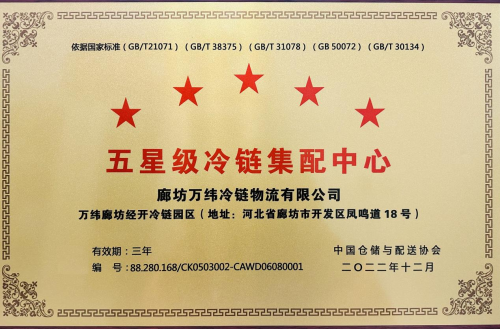 依据国家标准（GB/T21071）（GB/T 38375）（GB/T 31078）（GB 50072）（GB/T 30134）
五星级冷链集配中心
廊坊万纬冷链物流有限公司
万纬廊坊经开冷链园区（地址：河北省廊坊市开发区凤鸣道18号）
有效期：三年
中国仓储与配送协会
编 号：88.280.168/CK0503002-CAWD06080001
二〇二二年十二月